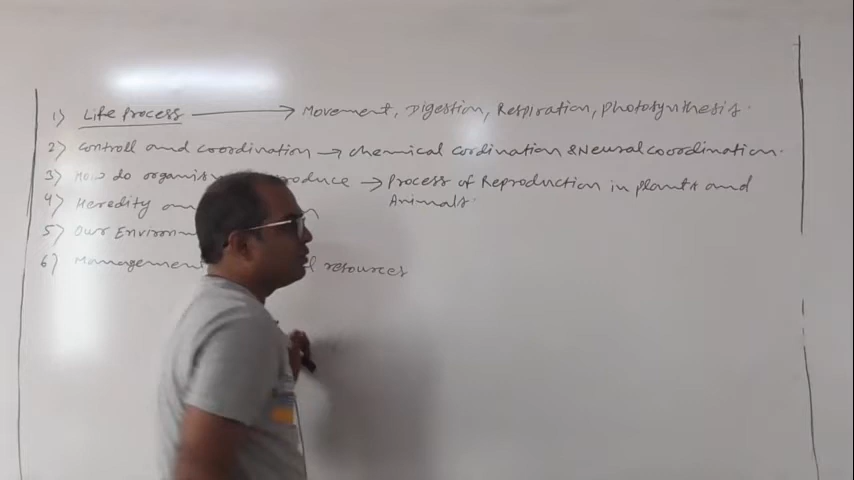 1) Life Process → Movement, Digestion, Respiration, Photosynthesis.
2) Controll and coordination → chemical cordination & Neural coordination.
3) How do organis produce → Process of Reproduction in plants and
Animals.
4) Heredity an
5) Our Environm
6) Managemen l resources